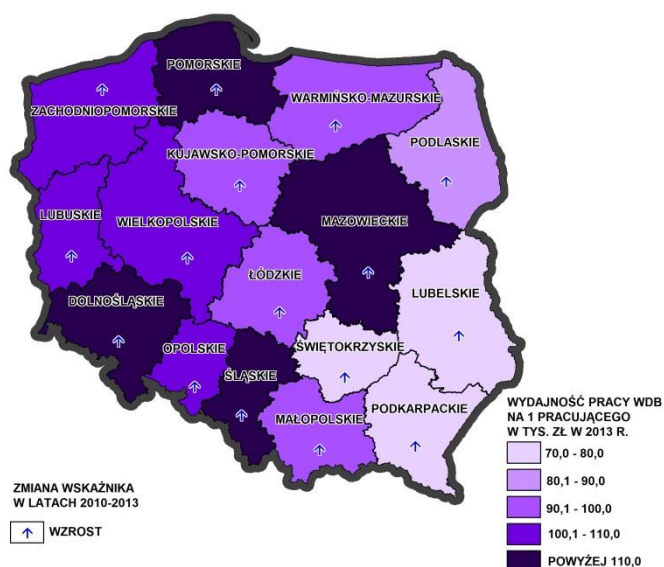 POMORSKIE
ZACHODNIOPOMORSKIE
WARMIŃSKO-MAZURSKIE
KUJAWSKO-POMORSKIE
PODLASKIE
LUBUSKIE
WIELKOPOLSKIE
MAZOWIECKIE
ŁÓDZKIE
LUBELSKIE
DOLNOŚLĄSKIE
OPOLSKIE
ŚLĄSKIE
ŚWIĘTOKRZYSKIE
MAŁOPOLSKIE
PODKARPACKIE
ZMIANA WSKAŹNIKA
W LATACH 2010-2013
WZROST
WYDAJNOŚĆ PRACY WDB
NA 1 PRACUJĄCEGO
W TYS. ZŁ W 2013 R.
70,0 - 80,0
80,1 - 90,0
90,1 - 100,0
100,1 - 110,0
POWYŻEJ 110,0